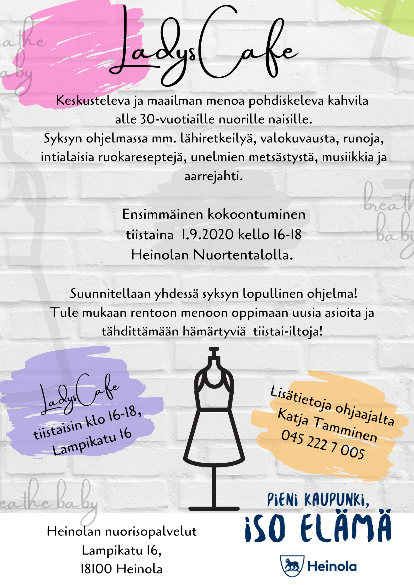 LadysCafe
Keskusteleva ja maailman menoa pohdiskeleva kahvila
alle 30-vuotiaille nuorille naisille.
Syksyn ohjelmassa mm. lähiretkeilyä, valokuvausta, runoja,
intialaisia ruokareseptejä, unelmien metsästystä, musiikkia ja
aarrejahti.
Ensimmäinen kokoontuminen
tiistaina 1.9.2020 kello 16-18
Heinolan Nuortentalolla.
Suunnitellaan yhdessä syksyn lopullinen ohjelma!
Tule mukaan rentoon menoon oppimaan uusia asioita ja
tähdittämään hämärtyviä tiistai-iltoja!
LadysCafe
tiistaisin klo 16-18,
Lampikatu 16
Lisätietoja ohjaajalta
Katja Tamminen
045 222 7 005
Heinolan nuorisopalvelut
Lampikatu 16,
18100 Heinola
PIENI KAUPUNKI,
ISO ELÄMÄ
Heinola
breathe
baby
breath
baby
breathe baby